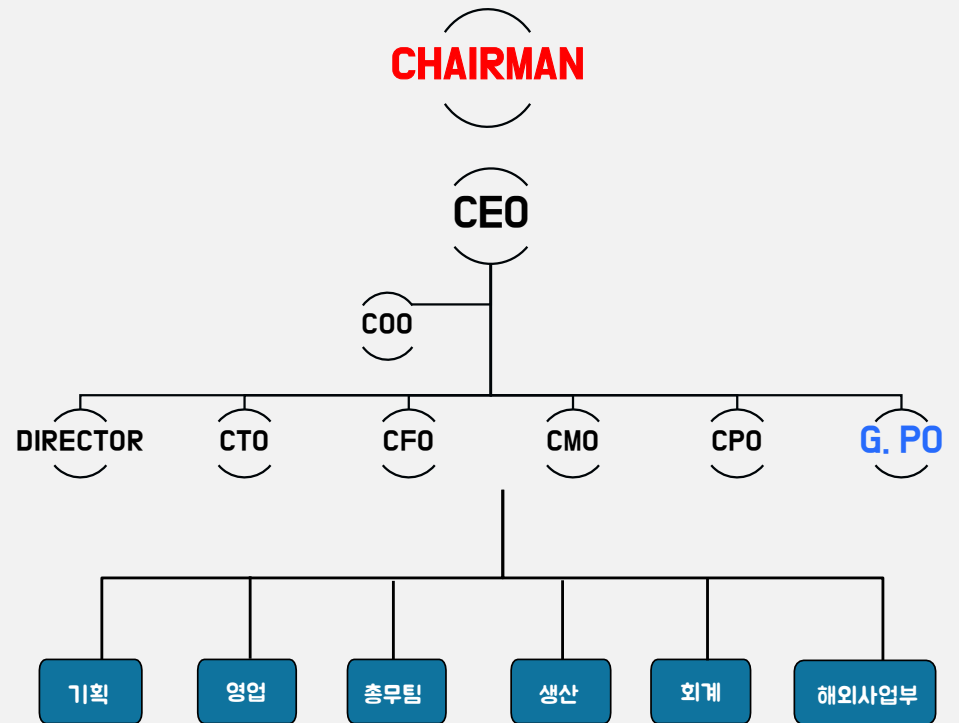 CHAIRMAN
CEO
COO
DIRECTOR
CTO
CFO
CMO
CPO
G. PO
기획
영업
총무팀
생산
회계
해외사업부